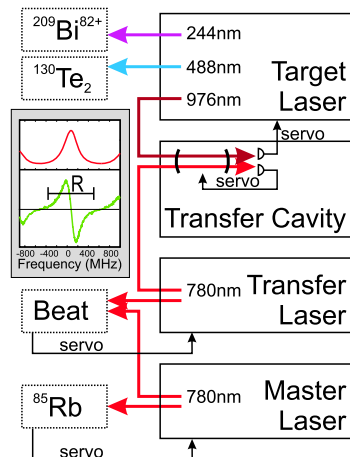 ²⁰⁹Bi⁸²⁺
244nm
¹³⁰Te₂
488nm
976nm
Target
Laser
servo
servo
Transfer Cavity
R
-800 -400 0 400 800
Frequency (MHz)
780nm
Transfer
Laser
Beat
servo
780nm
Master
Laser
⁸⁵Rb
servo